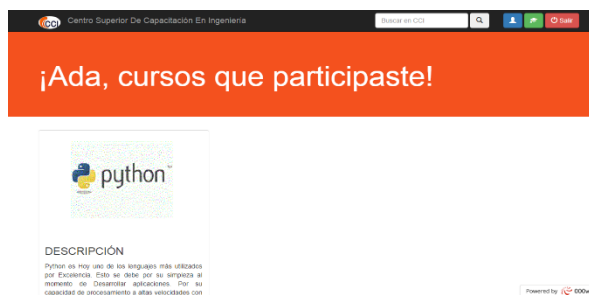 CCI Centro Superior De Capacitación En Ingeniería
Buscar en CCI
Salir
¡Ada, cursos que participaste!
python
DESCRIPCIÓN
Python es Hoy uno de los lenguajes más utilizados
por Excelencia. Esto se debe por su simpleza al
momento de Desarrollar aplicaciones. Por su
capacidad de procesamiento a altas velocidades con
Powered by 000w